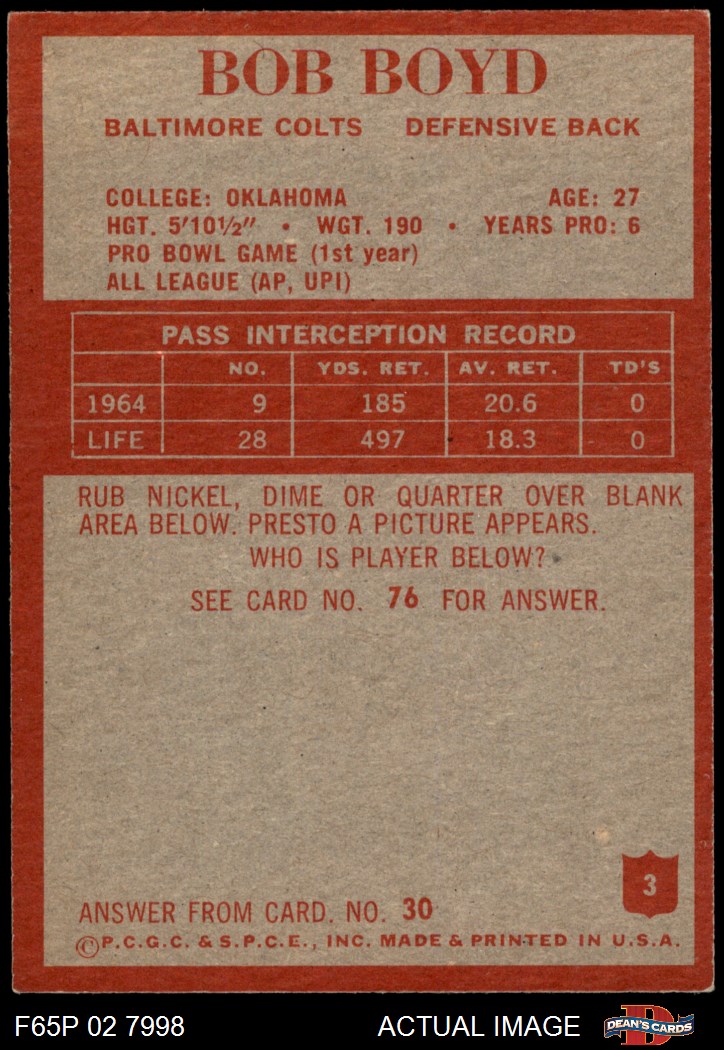 BOB BOYD
BALTIMORE COLTS DEFENSIVE BACK
COLLEGE: OKLAHOMA AGE: 27
HGT. 5'10½" • WGT. 190 • YEARS PRO: 6
PRO BOWL GAME (1st year)
ALL LEAGUE (AP, UPI)
PASS INTERCEPTION RECORD
NO. YDS. RET. AV. RET. TD'S
1964 9 185 20.6 0
LIFE 28 497 18.3 0
RUB NICKEL, DIME OR QUARTER OVER BLANK
AREA BELOW. PRESTO A PICTURE APPEARS.
WHO IS PLAYER BELOW?
SEE CARD NO. 76 FOR ANSWER.
3
ANSWER FROM CARD. NO. 30
©P.C.G.C. & S.P.C.E., INC. MADE & PRINTED IN U.S.A.
F65P 02 7998 ACTUAL IMAGE D DEAN'S CARDS